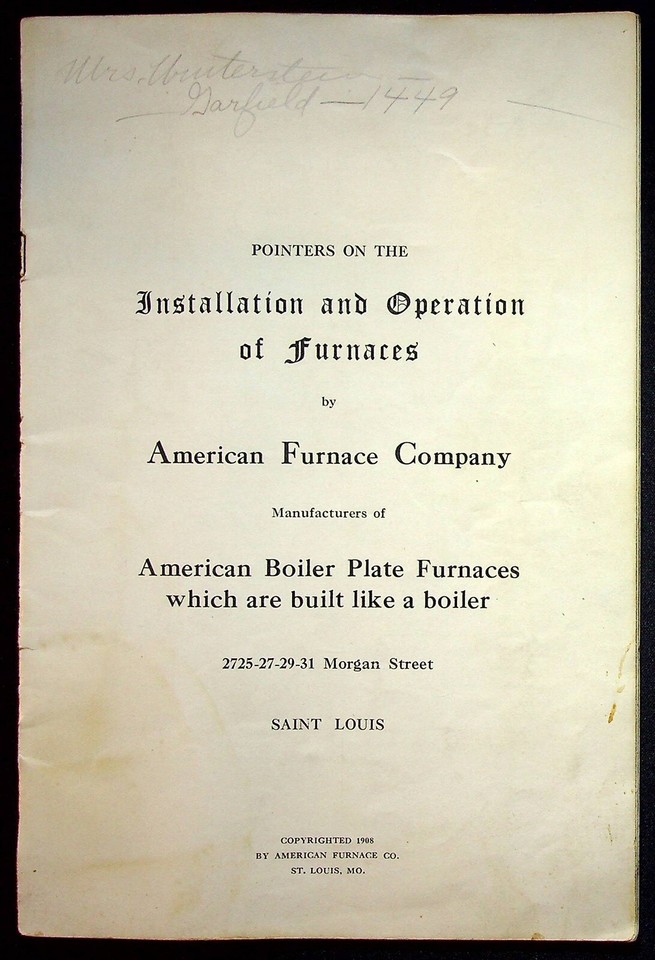 Mrs. Winterstein
Garfield — 1449
POINTERS ON THE
Installation and Operation
of Furnaces
by
American Furnace Company
Manufacturers of
American Boiler Plate Furnaces
which are built like a boiler
2725-27-29-31 Morgan Street
SAINT LOUIS
COPYRIGHTED 1908
BY AMERICAN FURNACE CO.
ST. LOUIS, MO.